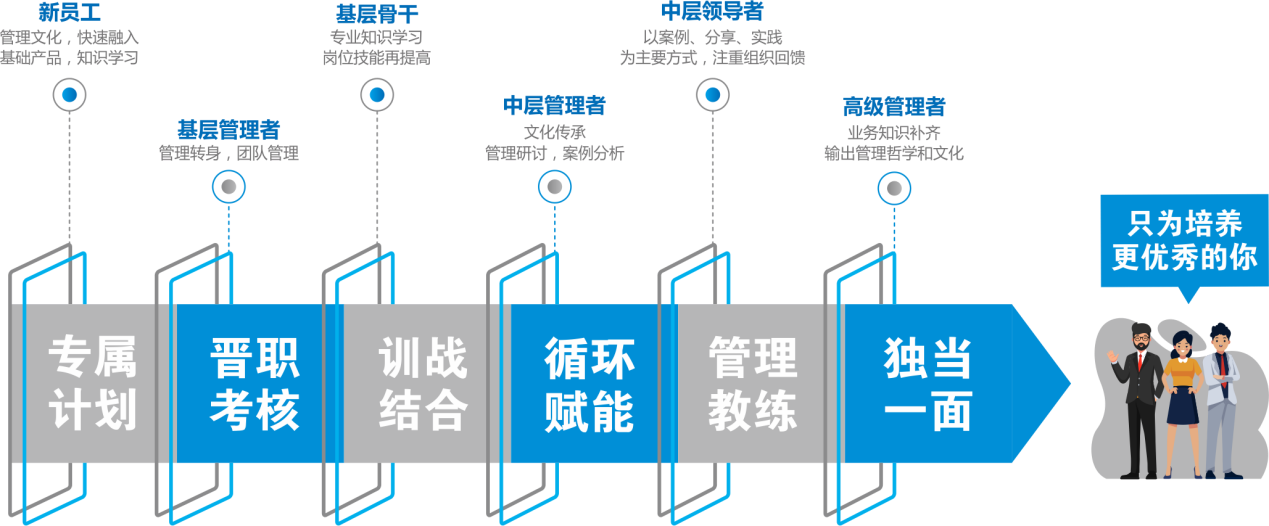 新员工
管理文化，快速融入
基础产品，知识学习
基层管理者
管理转身，团队管理
基层骨干
专业知识学习
岗位技能再提高
中层管理者
文化传承
管理研讨，案例分析
中层领导者
以案例、分享、实践
为主要方式，注重组织回馈
高级管理者
业务知识补齐
输出管理哲学和文化
只为培养
更优秀的你
专属
计划
晋职
考核
训战
结合
循环
赋能
管理
教练
独当
一面